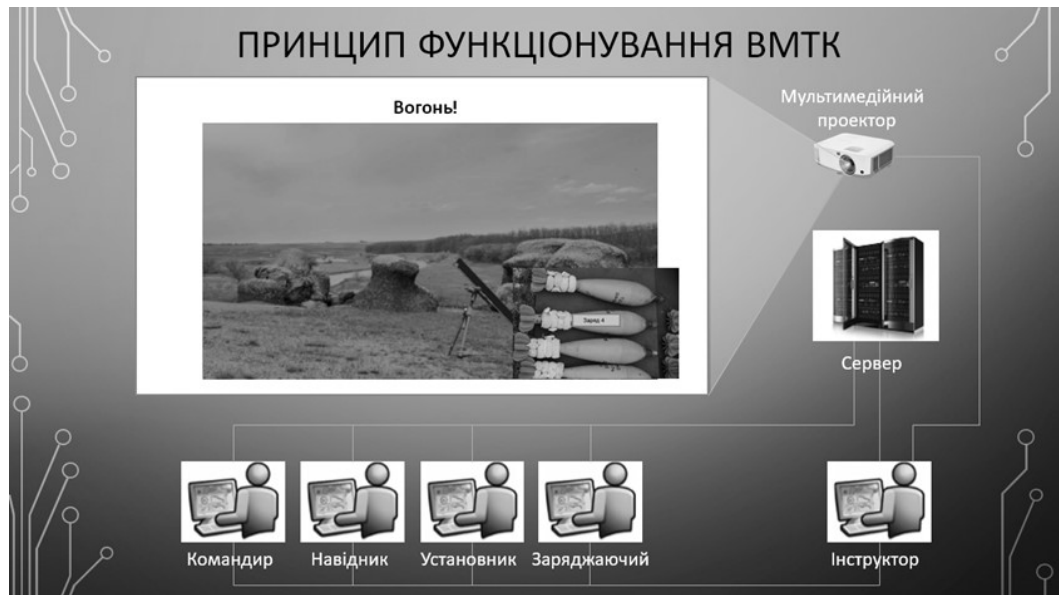 ПРИНЦИП ФУНКЦІОНУВАННЯ ВМТК
Вогонь!
Мультимедійний
проектор
Заряд 4
Сервер
Командир
Навідник
Установник
Заряджаючий
Інструктор